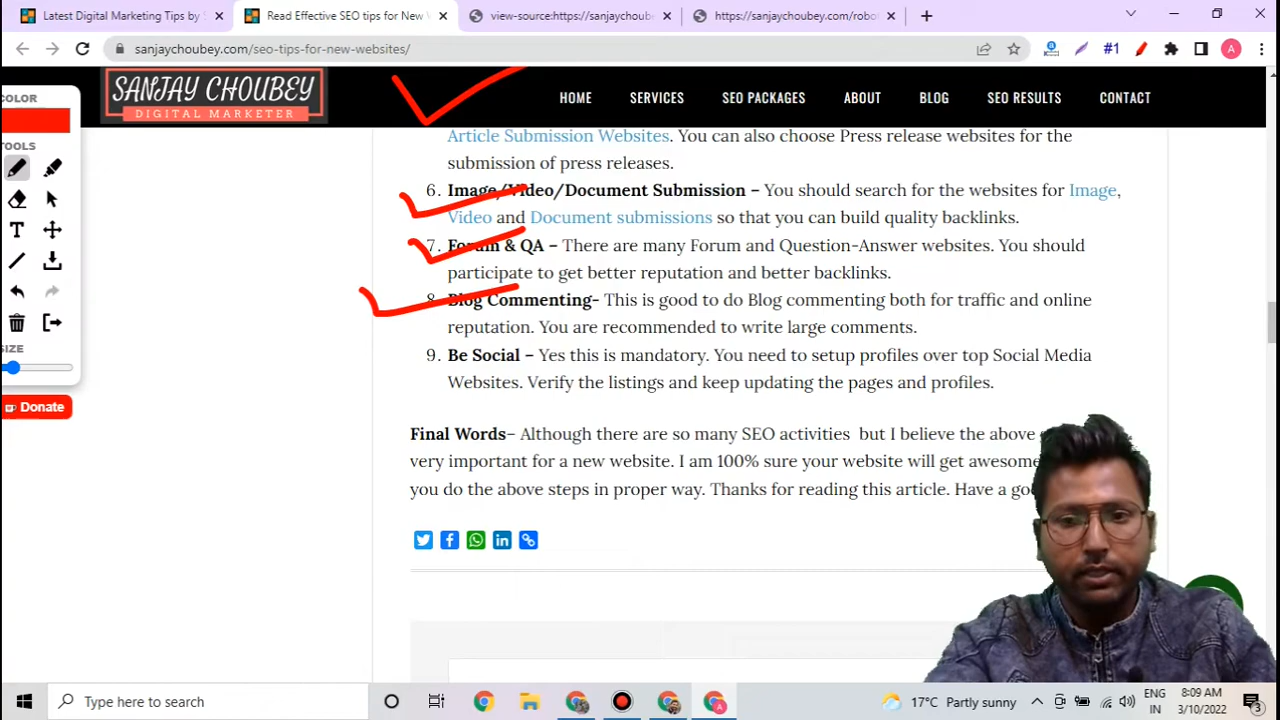 Latest Digital Marketing Tips by S
Read Effective SEO tips for New W
view-source:https://sanjaychoube
https://sanjaychoubey.com/robo
sanjaychoubey.com/seo-tips-for-new-websites/
#1
A
SANJAY CHOUBEY
DIGITAL MARKETER
HOME SERVICES SEO PACKAGES ABOUT BLOG SEO RESULTS CONTACT
COLOR
TOOLS
T
SIZE
Donate
Article Submission Websites. You can also choose Press release websites for the
submission of press releases.
6. Image/Video/Document Submission – You should search for the websites for Image,
Video and Document submissions so that you can build quality backlinks.
7. Forum & QA – There are many Forum and Question-Answer websites. You should
participate to get better reputation and better backlinks.
8. Blog Commenting- This is good to do Blog commenting both for traffic and online
reputation. You are recommended to write large comments.
9. Be Social – Yes this is mandatory. You need to setup profiles over top Social Media
Websites. Verify the listings and keep updating the pages and profiles.
Final Words– Although there are so many SEO activities but I believe the above
very important for a new website. I am 100% sure your website will get awesome
you do the above steps in proper way. Thanks for reading this article. Have a go
Type here to search
17°C Partly sunny
ENG
IN
8:09 AM
3/10/2022
3